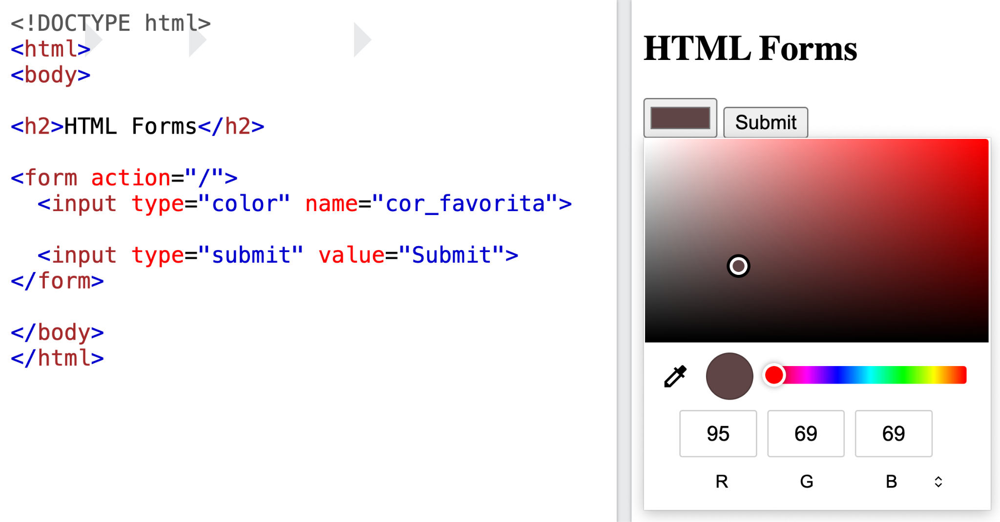 <!DOCTYPE html>
<html>
<body>
<h2>HTML Forms</h2>
<form action="/">
<input type="color" name="cor_favorita">
<input type="submit" value="Submit">
</form>
</body>
</html>
HTML Forms
Submit
95 69 69
R G B